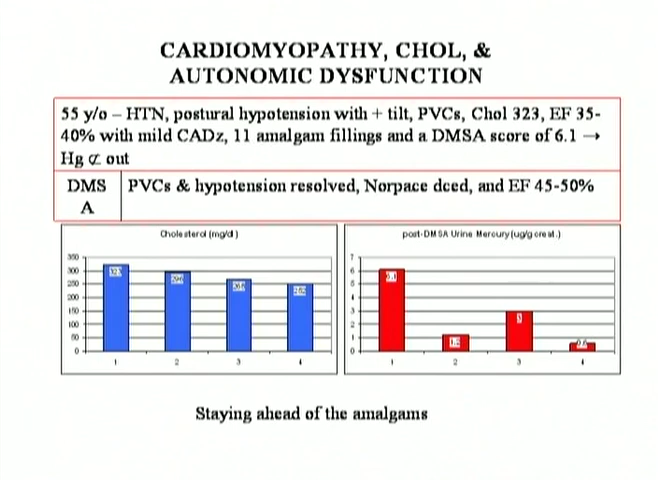 CARDIOMYOPATHY, CHOL, &
AUTONOMIC DYSFUNCTION
55 y/o – HTN, postural hypotension with + tilt, PVCs, Chol 323, EF 35-
40% with mild CADz, 11 amalgam fillings and a DMSA score of 6.1 →
Hg ⊄ out
DMS
A
PVCs & hypotension resolved, Norpace dced, and EF 45-50%
Cholesterol (mg/dl)
350
300
250
200
150
100
50
0
323
1
2
3
4
post-DMSA Urine Mercury (ug/g creat.)
7
6
5
4
3
2
1
0
6.1
1.2
3
0.6
1
2
3
4
Staying ahead of the amalgams